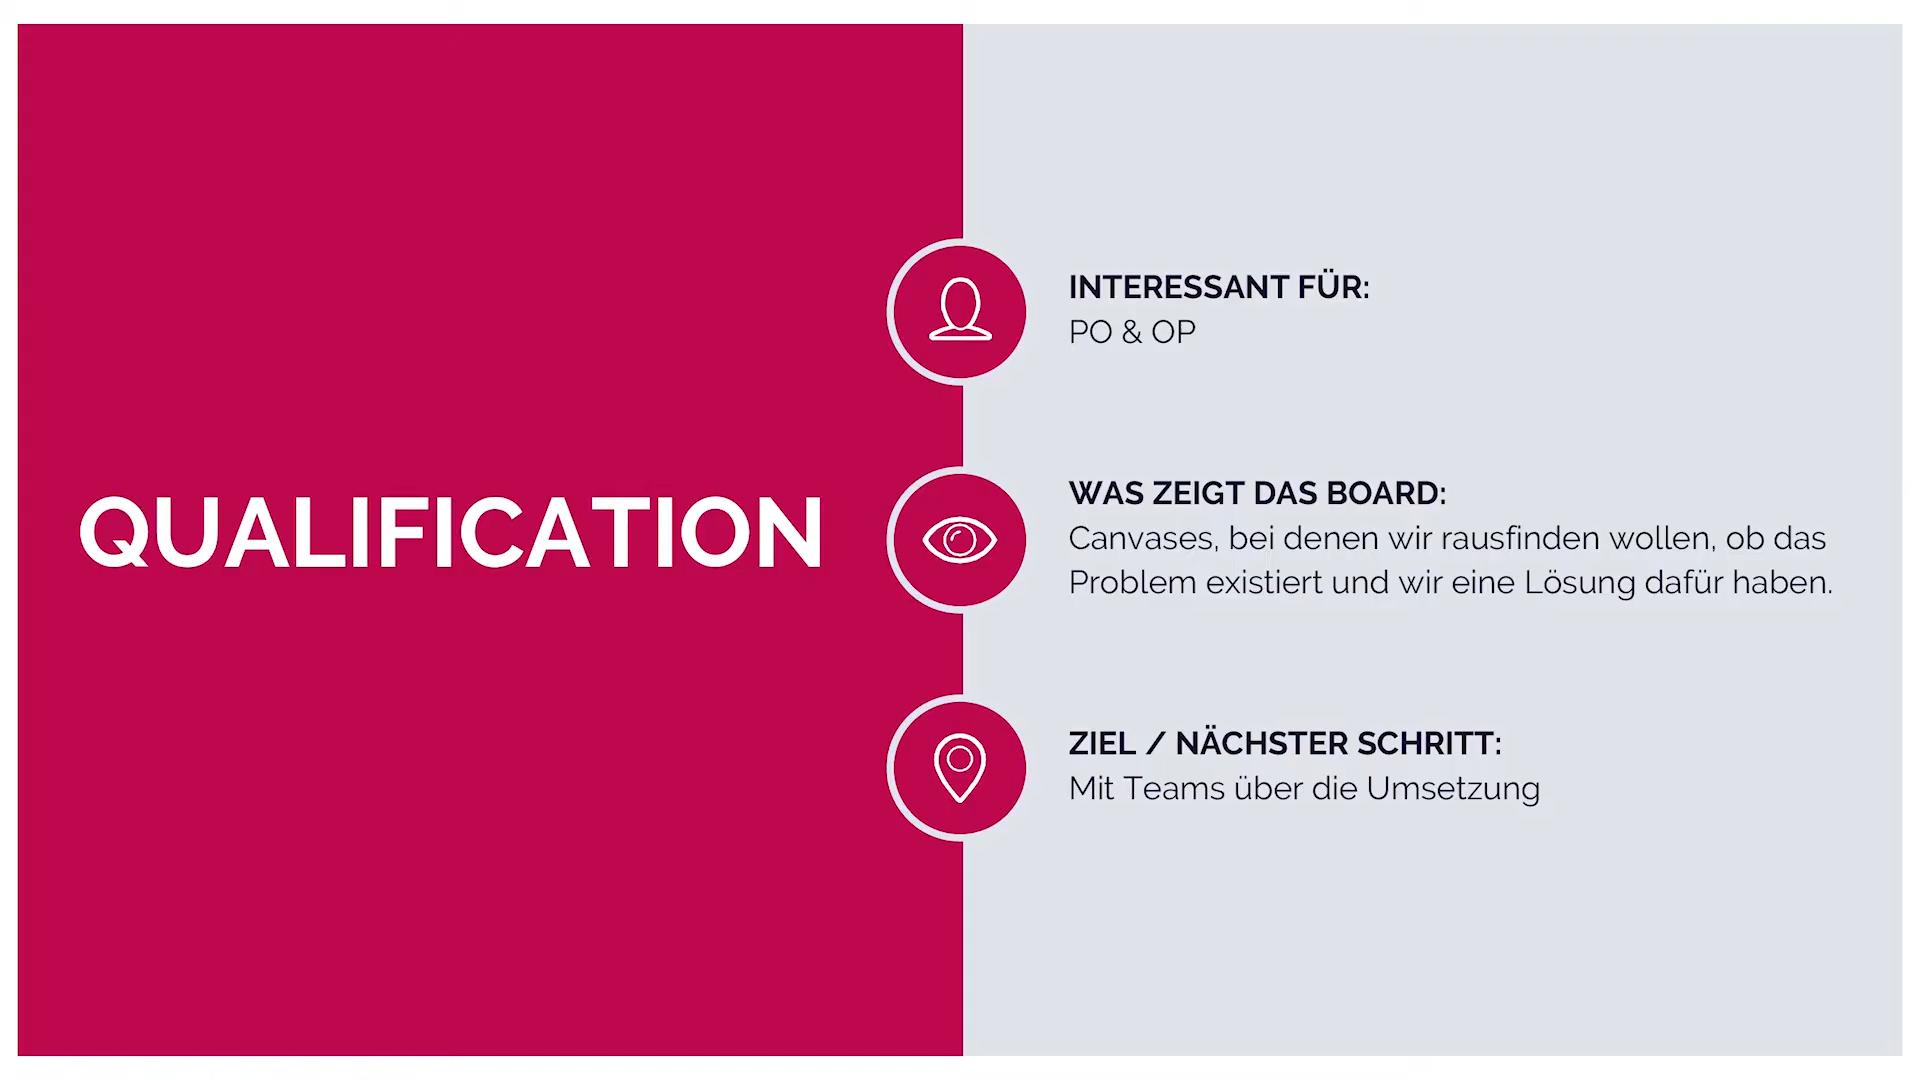 QUALIFICATION
INTERESSANT FÜR:
PO & OP
WAS ZEIGT DAS BOARD:
Canvases, bei denen wir rausfinden wollen, ob das
Problem existiert und wir eine Lösung dafür haben.
ZIEL / NÄCHSTER SCHRITT:
Mit Teams über die Umsetzung